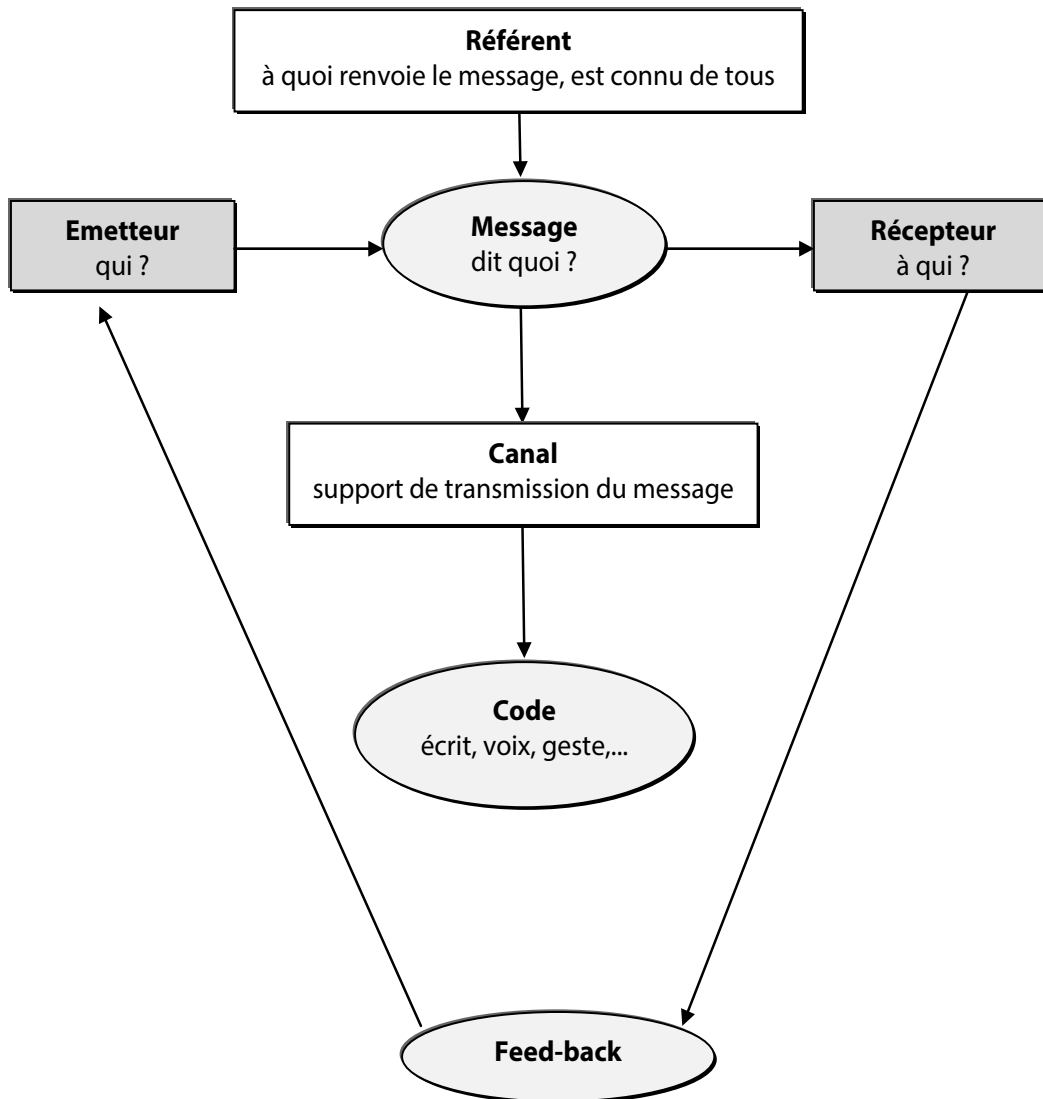 Référent
à quoi renvoie le message, est connu de tous
Emetteur
qui ?
Message
dit quoi ?
Récepteur
à qui ?
Canal
support de transmission du message
Code
écrit, voix, geste,...
Feed-back